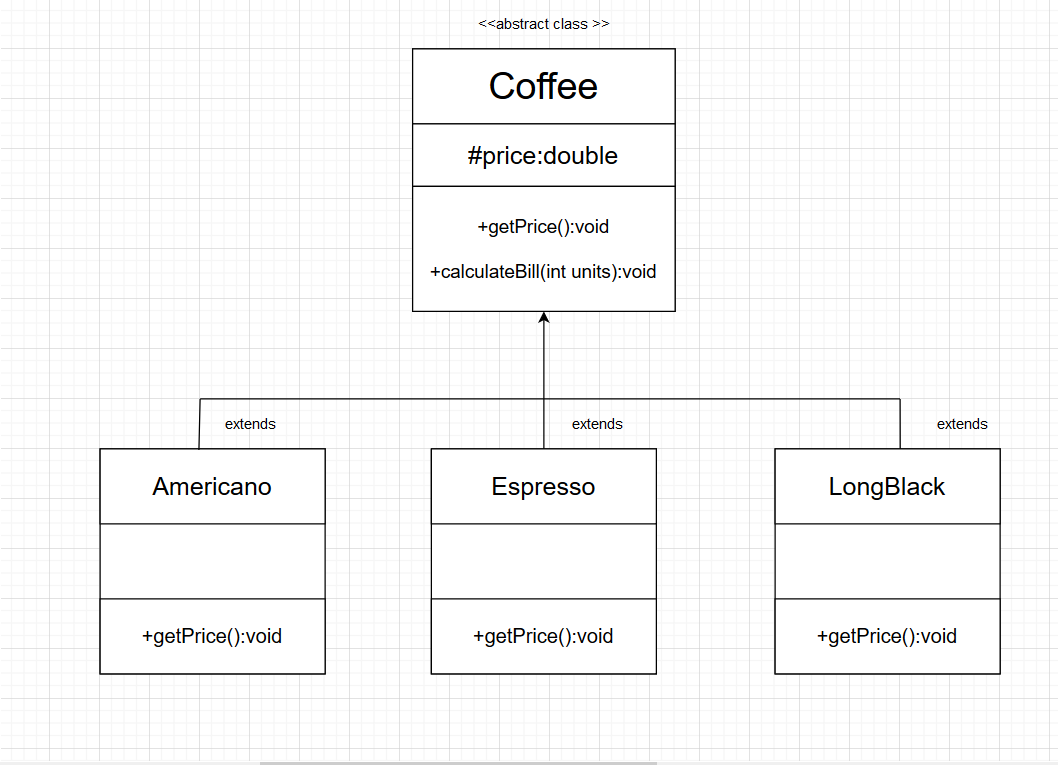 <<abstract class >>
Coffee
#price:double
+getPrice():void
+calculateBill(int units):void
extends
extends
extends
Americano
Espresso
LongBlack
+getPrice():void
+getPrice():void
+getPrice():void